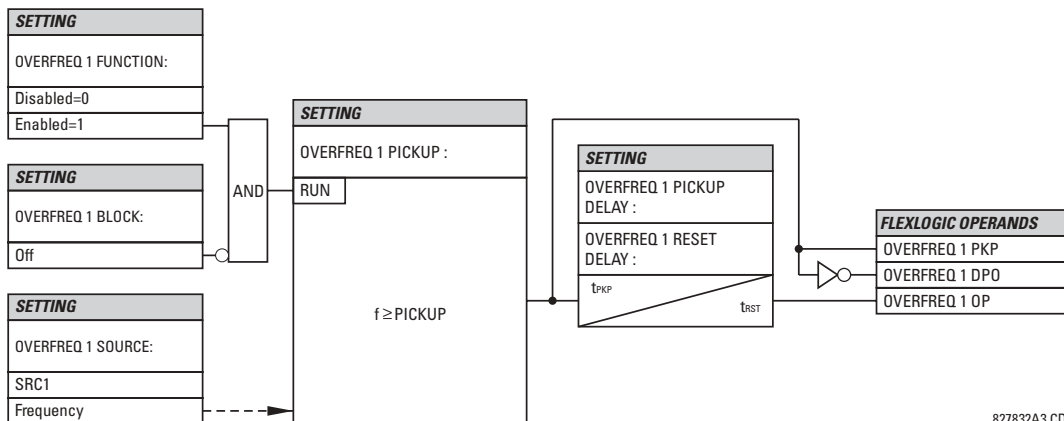 SETTING
OVERFREQ 1 FUNCTION:
Disabled=0
Enabled=1
SETTING
OVERFREQ 1 BLOCK:
Off
SETTING
OVERFREQ 1 SOURCE:
SRC1
Frequency
AND
SETTING
OVERFREQ 1 PICKUP :
RUN
f ≥ PICKUP
SETTING
OVERFREQ 1 PICKUP
DELAY :
OVERFREQ 1 RESET
DELAY :
tPKP
tRST
FLEXLOGIC OPERANDS
OVERFREQ 1 PKP
OVERFREQ 1 DPO
OVERFREQ 1 OP